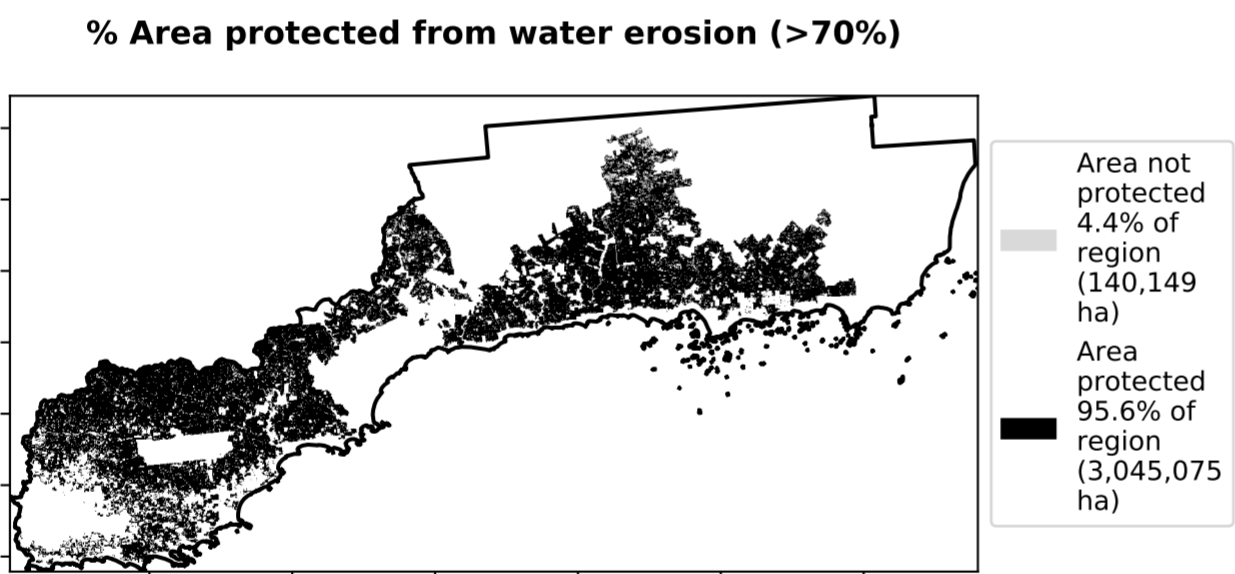 % Area protected from water erosion (>70%)
Area not
protected
4.4% of
region
(140,149
ha)
Area
protected
95.6% of
region
(3,045,075
ha)